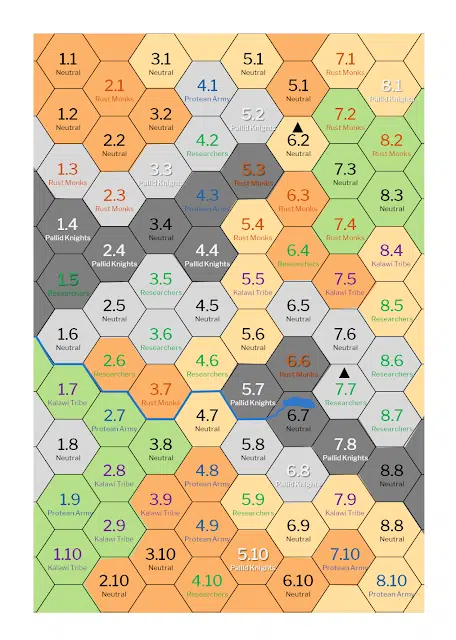 1.1
Neutral
3.1
Neutral
5.1
Neutral
7.1
Rust Monks
2.1
Rust Monks
4.1
Protean Army
5.1
Neutral
8.1
Pallid Knights
1.2
Neutral
3.2
Neutral
5.2
Pallid Knights
7.2
Rust Monks
2.2
Neutral
4.2
Researchers
6.2
Neutral
8.2
Rust Monks
1.3
Rust Monks
3.3
Pallid Knights
5.3
Rust Monks
7.3
Neutral
2.3
Rust Monks
4.3
Protean Army
6.3
Rust Monks
8.3
Neutral
1.4
Pallid Knights
3.4
Neutral
5.4
Rust Monks
7.4
Rust Monks
2.4
Pallid Knights
4.4
Pallid Knights
6.4
Researchers
8.4
Kalawi Tribe
1.5
Researchers
3.5
Researchers
5.5
Kalawi Tribe
7.5
Kalawi Tribe
2.5
Neutral
4.5
Neutral
6.5
Neutral
8.5
Researchers
1.6
Neutral
3.6
Researchers
5.6
Neutral
7.6
Neutral
2.6
Researchers
4.6
Researchers
6.6
Rust Monks
8.6
Researchers
1.7
Kalawi Tribe
3.7
Rust Monks
5.7
Pallid Knights
7.7
Researchers
2.7
Protean Army
4.7
Neutral
6.7
Neutral
8.7
Researchers
1.8
Neutral
3.8
Neutral
5.8
Neutral
7.8
Pallid Knights
2.8
Kalawi Tribe
4.8
Protean Army
6.8
Pallid Knights
8.8
Neutral
1.9
Protean Army
3.9
Kalawi Tribe
5.9
Researchers
7.9
Kalawi Tribe
2.9
Kalawi Tribe
4.9
Protean Army
6.9
Neutral
8.8
Neutral
1.10
Kalawi Tribe
3.10
Neutral
5.10
Pallid Knights
7.10
Protean Army
2.10
Neutral
4.10
Researchers
6.10
Neutral
8.10
Protean Army